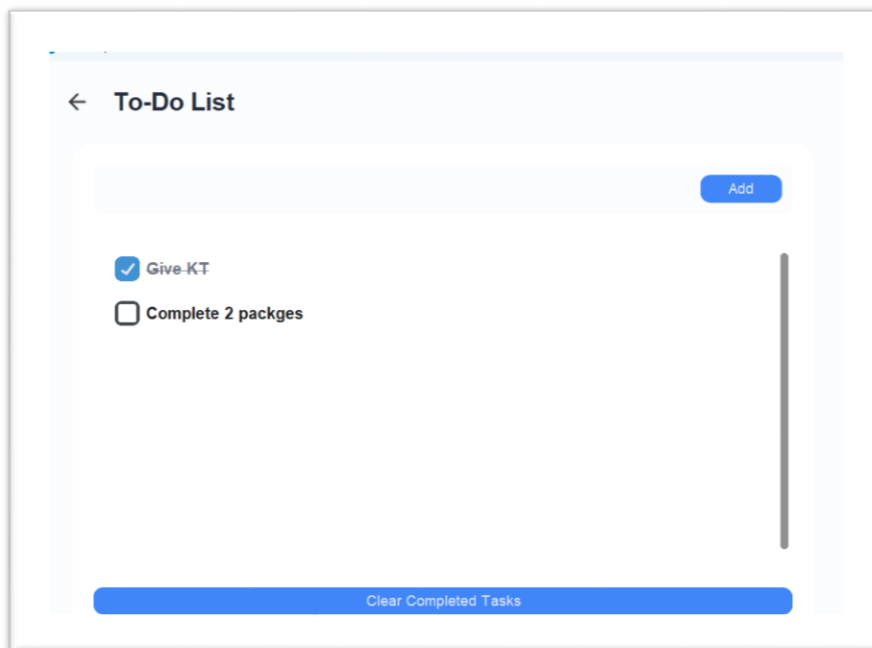 To-Do List
Add
Give KT
Complete 2 packges
Clear Completed Tasks